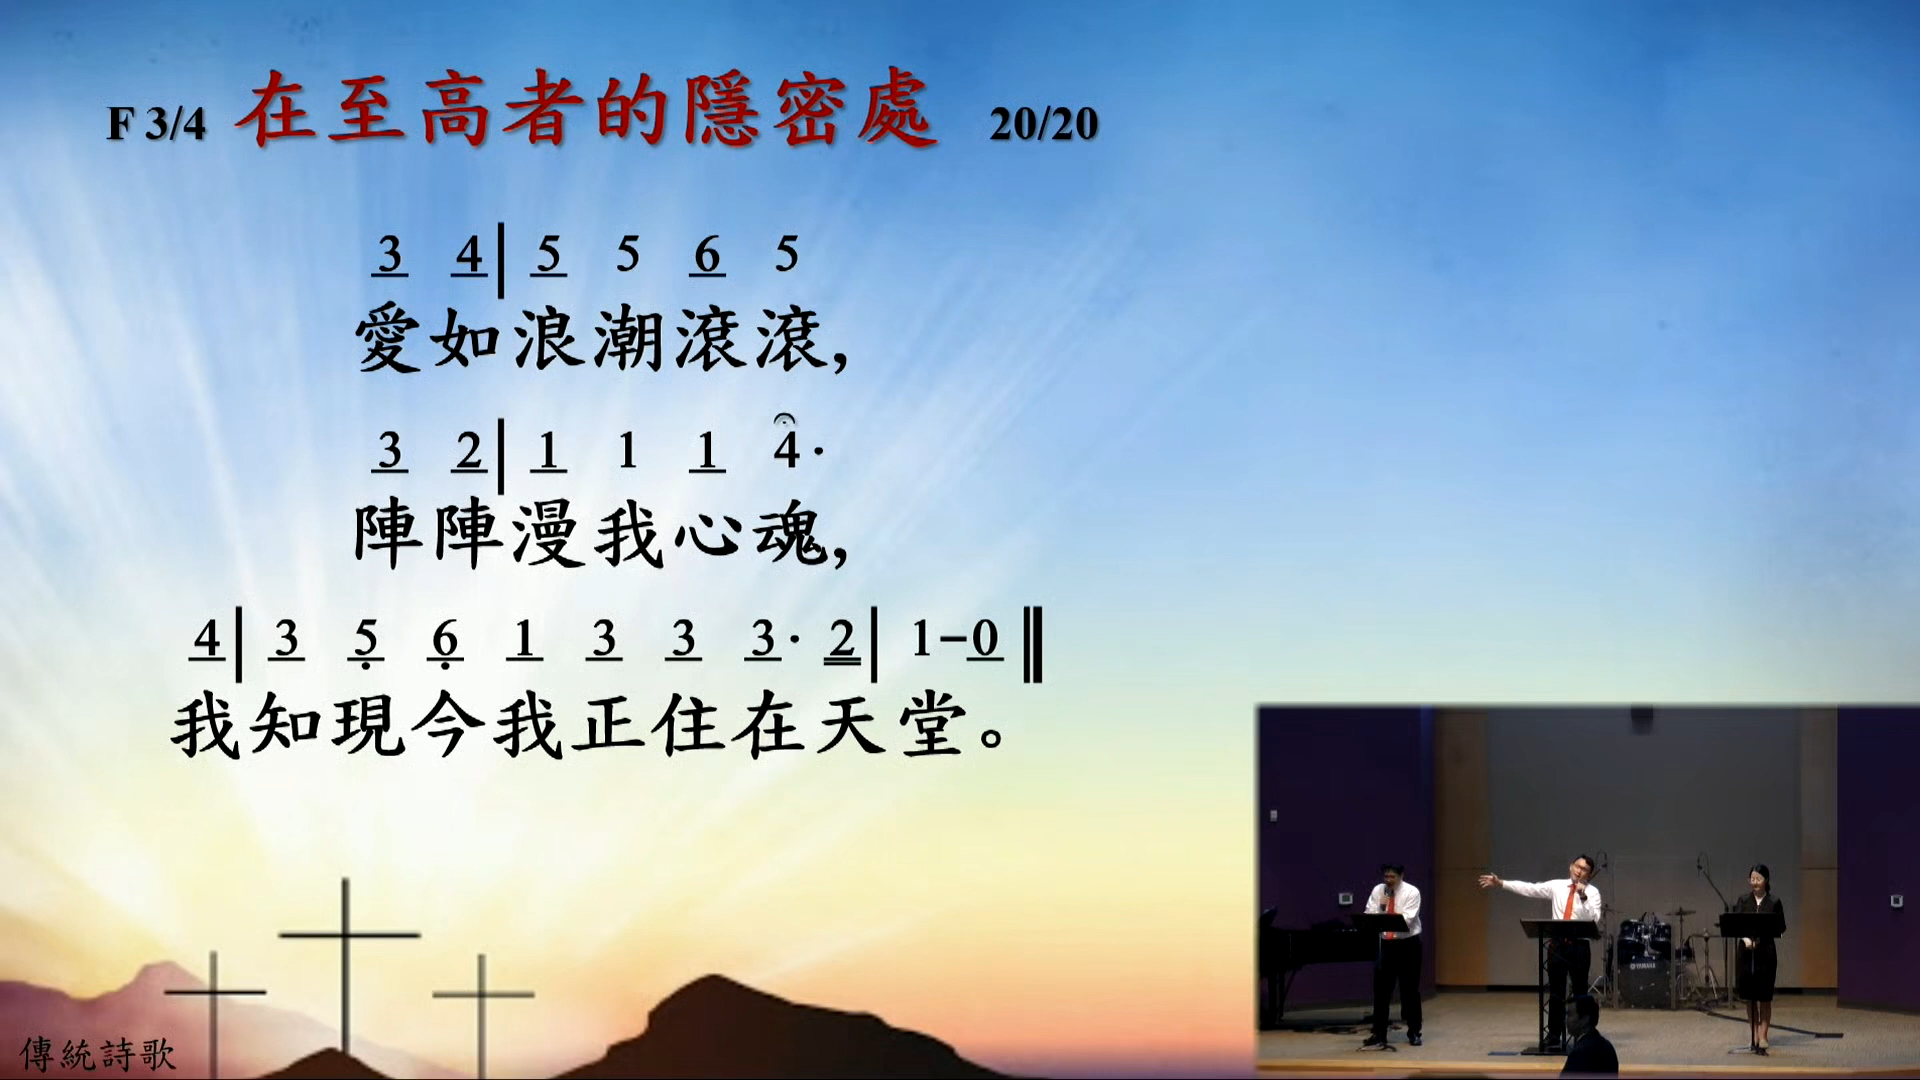 F 3/4 在至高者的隱密處 20/20
3 4 | 5 5 6 5
愛如浪潮滾滾,
3 2 | 1 1 1 4·
陣陣漫我心魂,
4 | 3 5̣ 6̣ 1 3 3 3· 2 | 1-0 ‖
我知現今我正住在天堂。
傳統詩歌
YAMAHA